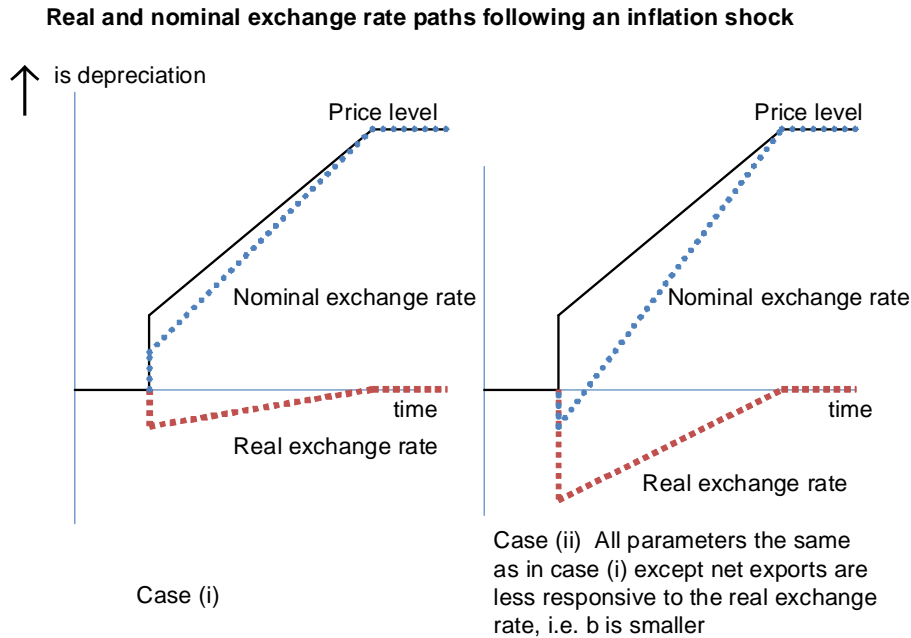 Real and nominal exchange rate paths following an inflation shock
is depreciation
Price level
Nominal exchange rate
time
Real exchange rate
Case (i)
Price level
Nominal exchange rate
time
Real exchange rate
Case (ii)  All parameters the same
as in case (i) except net exports are
less responsive to the real exchange
rate, i.e. b is smaller